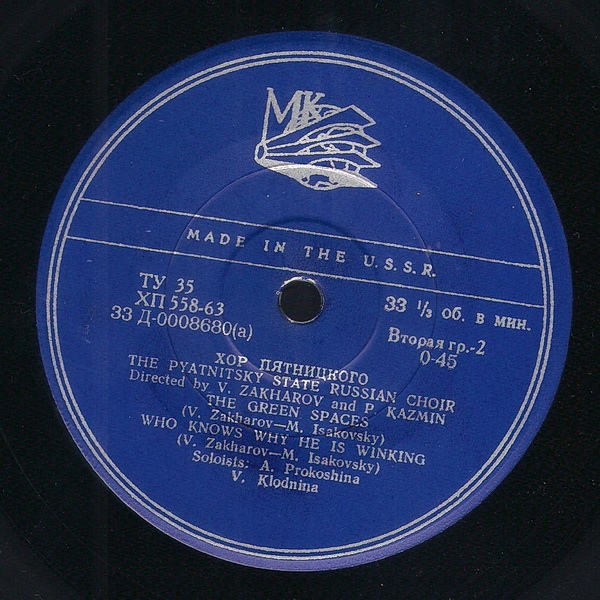 МК
MADE IN THE U.S.S.R.
ТУ 35
ХП 558-63
33 Д-0008680(а)
33 1/3 об. в мин.
Вторая гр.-2
0-45
ХОР ПЯТНИЦКОГО
THE PYATNITSKY STATE RUSSIAN CHOIR
Directed by V. ZAKHAROV and P. KAZMIN
THE GREEN SPACES
(V. Zakharov—M. Isakovsky)
WHO KNOWS WHY HE IS WINKING
(V. Zakharov—M. Isakovsky)
Soloists: A. Prokoshina
V. Klodnina